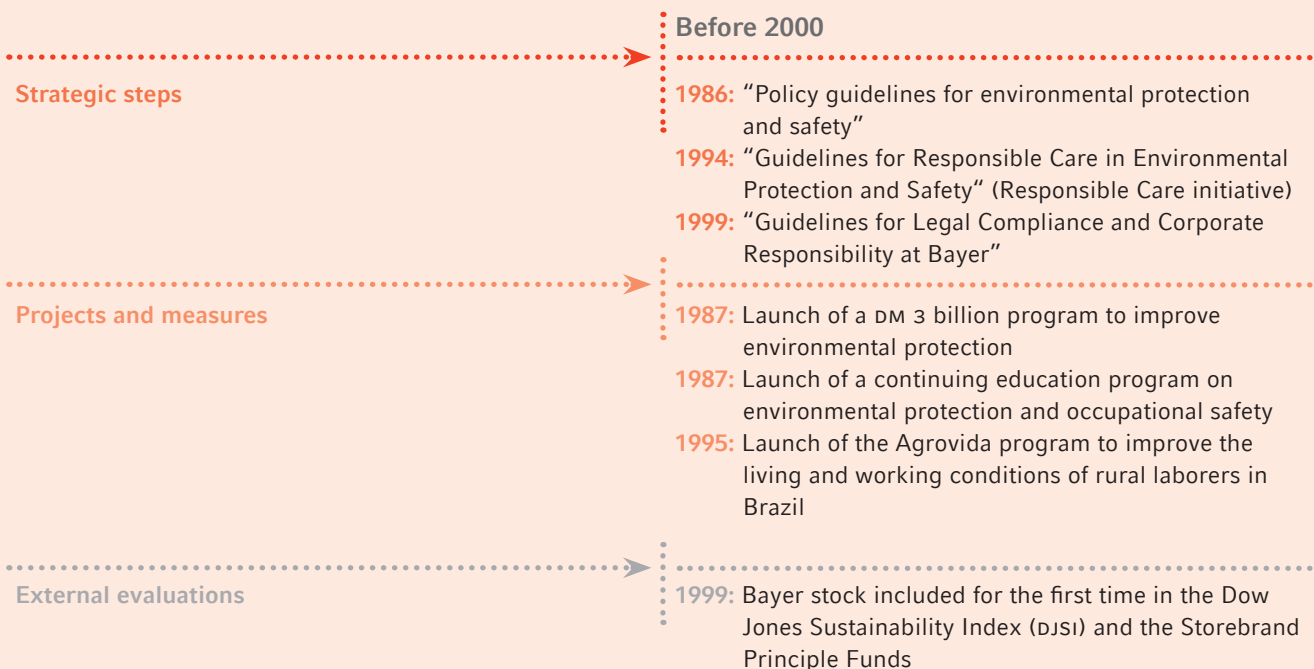 Before 2000
Strategic steps
1986: “Policy guidelines for environmental protection
and safety”
1994: “Guidelines for Responsible Care in Environmental
Protection and Safety“ (Responsible Care initiative)
1999: “Guidelines for Legal Compliance and Corporate
Responsibility at Bayer”
Projects and measures
1987: Launch of a DM 3 billion program to improve
environmental protection
1987: Launch of a continuing education program on
environmental protection and occupational safety
1995: Launch of the Agrovida program to improve the
living and working conditions of rural laborers in
Brazil
External evaluations
1999: Bayer stock included for the first time in the Dow
Jones Sustainability Index (DJSI) and the Storebrand
Principle Funds